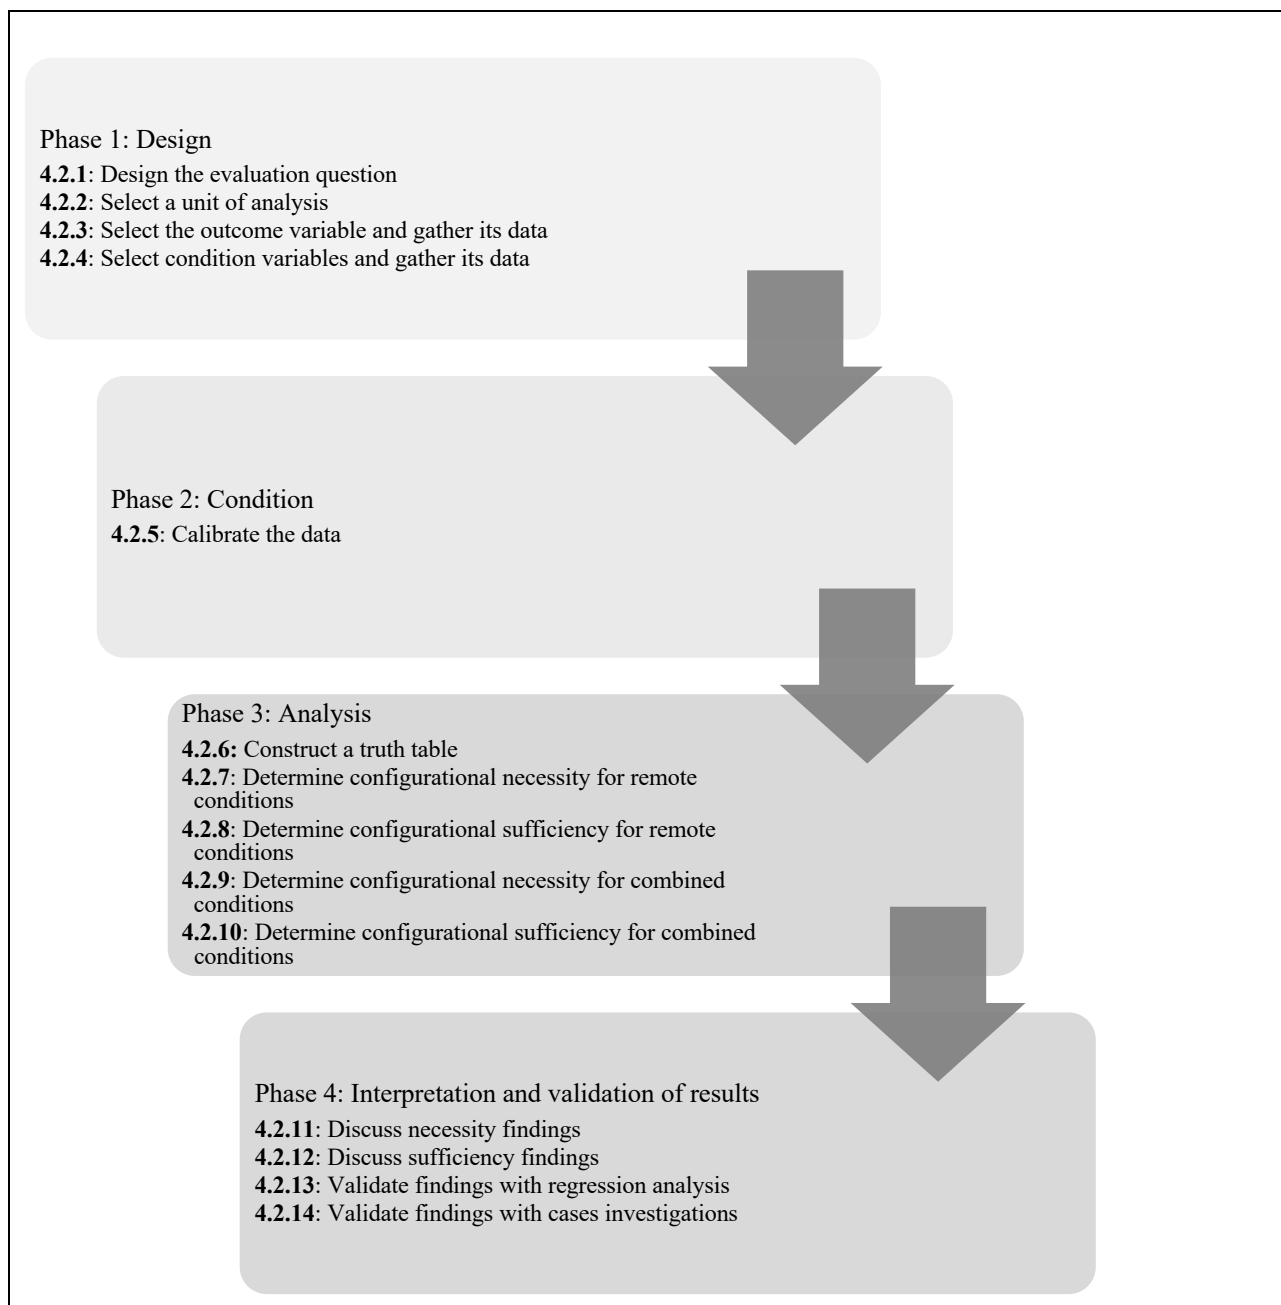 Phase 1: Design
4.2.1: Design the evaluation question
4.2.2: Select a unit of analysis
4.2.3: Select the outcome variable and gather its data
4.2.4: Select condition variables and gather its data
Phase 2: Condition
4.2.5: Calibrate the data
Phase 3: Analysis
4.2.6: Construct a truth table
4.2.7: Determine configurational necessity for remote
conditions
4.2.8: Determine configurational sufficiency for remote
conditions
4.2.9: Determine configurational necessity for combined
conditions
4.2.10: Determine configurational sufficiency for combined
conditions
Phase 4: Interpretation and validation of results
4.2.11: Discuss necessity findings
4.2.12: Discuss sufficiency findings
4.2.13: Validate findings with regression analysis
4.2.14: Validate findings with cases investigations